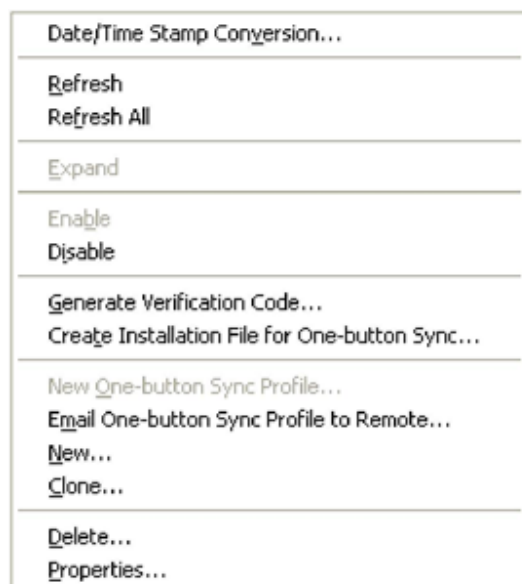 Date/Time Stamp Conversion...
Refresh
Refresh All
Expand
Enable
Disable
Generate Verification Code...
Create Installation File for One-button Sync...
New One-button Sync Profile...
Email One-button Sync Profile to Remote...
New...
Clone...
Delete...
Properties...